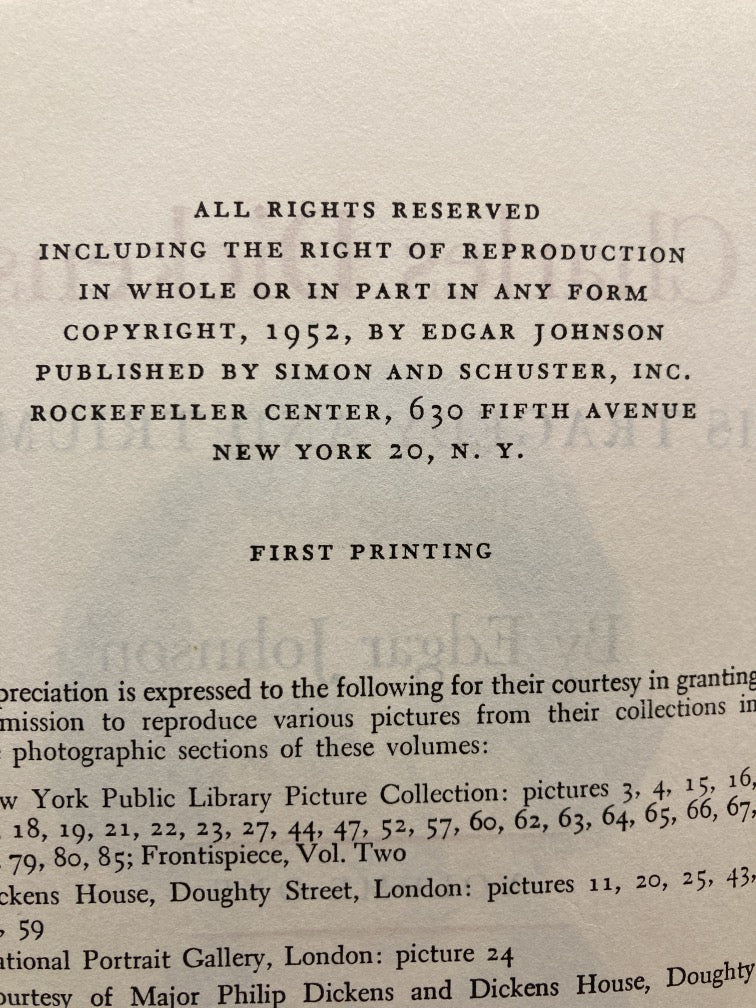 ALL RIGHTS RESERVED
INCLUDING THE RIGHT OF REPRODUCTION
IN WHOLE OR IN PART IN ANY FORM
COPYRIGHT, 1952, BY EDGAR JOHNSON
PUBLISHED BY SIMON AND SCHUSTER, INC.
ROCKEFELLER CENTER, 630 FIFTH AVENUE
NEW YORK 20, N. Y.
FIRST PRINTING
preciation is expressed to the following for their courtesy in granting
mission to reproduce various pictures from their collections in
photographic sections of these volumes:
w York Public Library Picture Collection: pictures 3, 4, 15, 16,
18, 19, 21, 22, 23, 27, 44, 47, 52, 57, 60, 62, 63, 64, 65, 66, 67,
79, 80, 85; Frontispiece, Vol. Two
ckens House, Doughty Street, London: pictures 11, 20, 25, 43,
, 59
ational Portrait Gallery, London: picture 24
ourtesy of Major Philip Dickens and Dickens House, Doughty